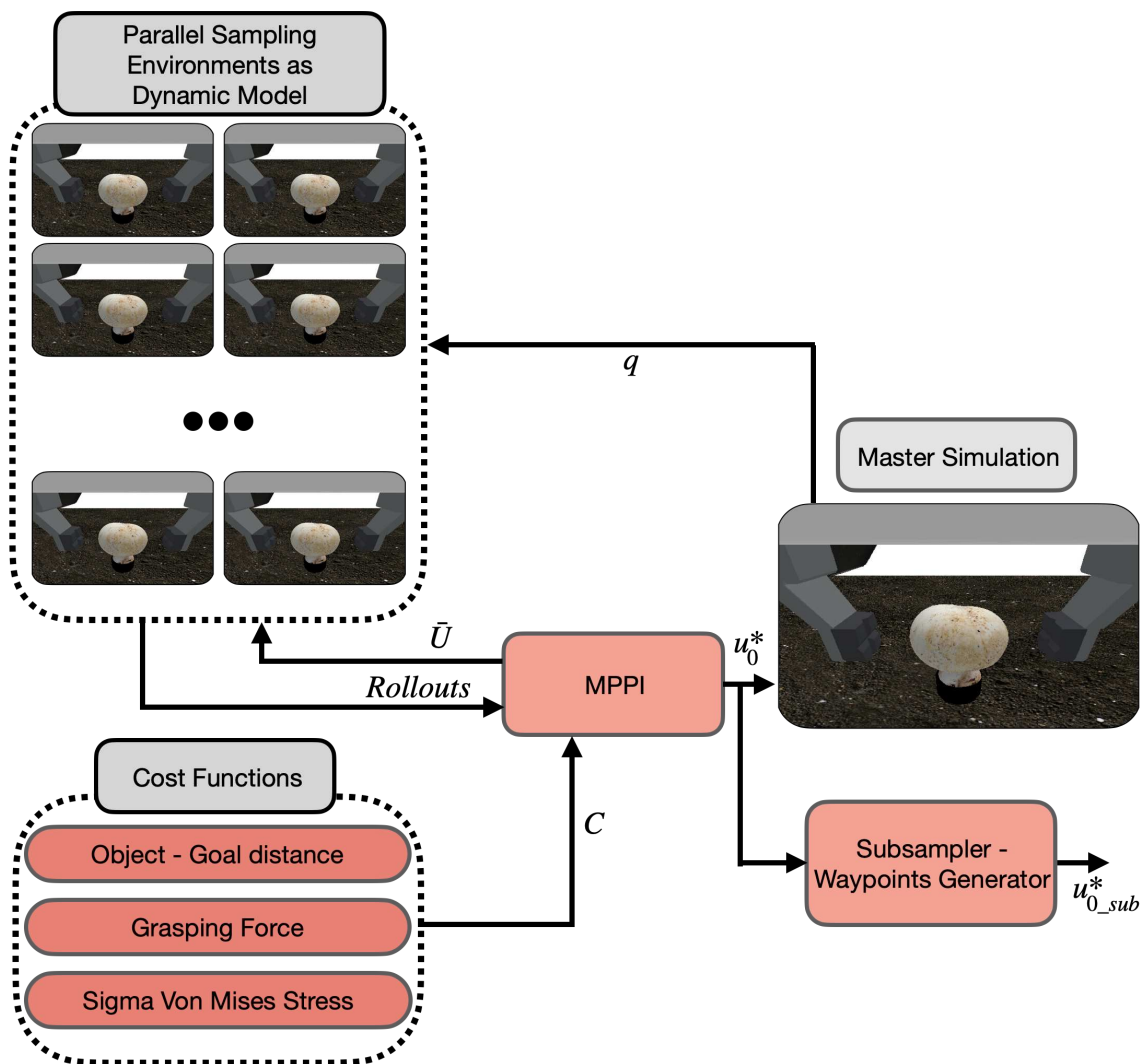 Parallel Sampling
Environments as
Dynamic Model
q
Master Simulation
Ū
Rollouts
MPPI
u₀*
Cost Functions
C
Object - Goal distance
Grasping Force
Sigma Von Mises Stress
Subsampler -
Waypoints Generator
u*₀_sub